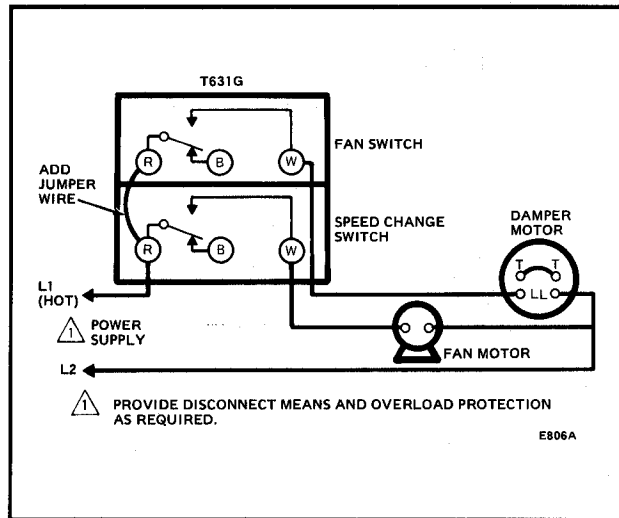 T631G
R
B
W
FAN SWITCH
ADD
JUMPER
WIRE
R
B
W
SPEED CHANGE
SWITCH
DAMPER
MOTOR
T T
LL
L1
(HOT)
1 POWER
SUPPLY
FAN MOTOR
L2
1 PROVIDE DISCONNECT MEANS AND OVERLOAD PROTECTION
AS REQUIRED.
E806A